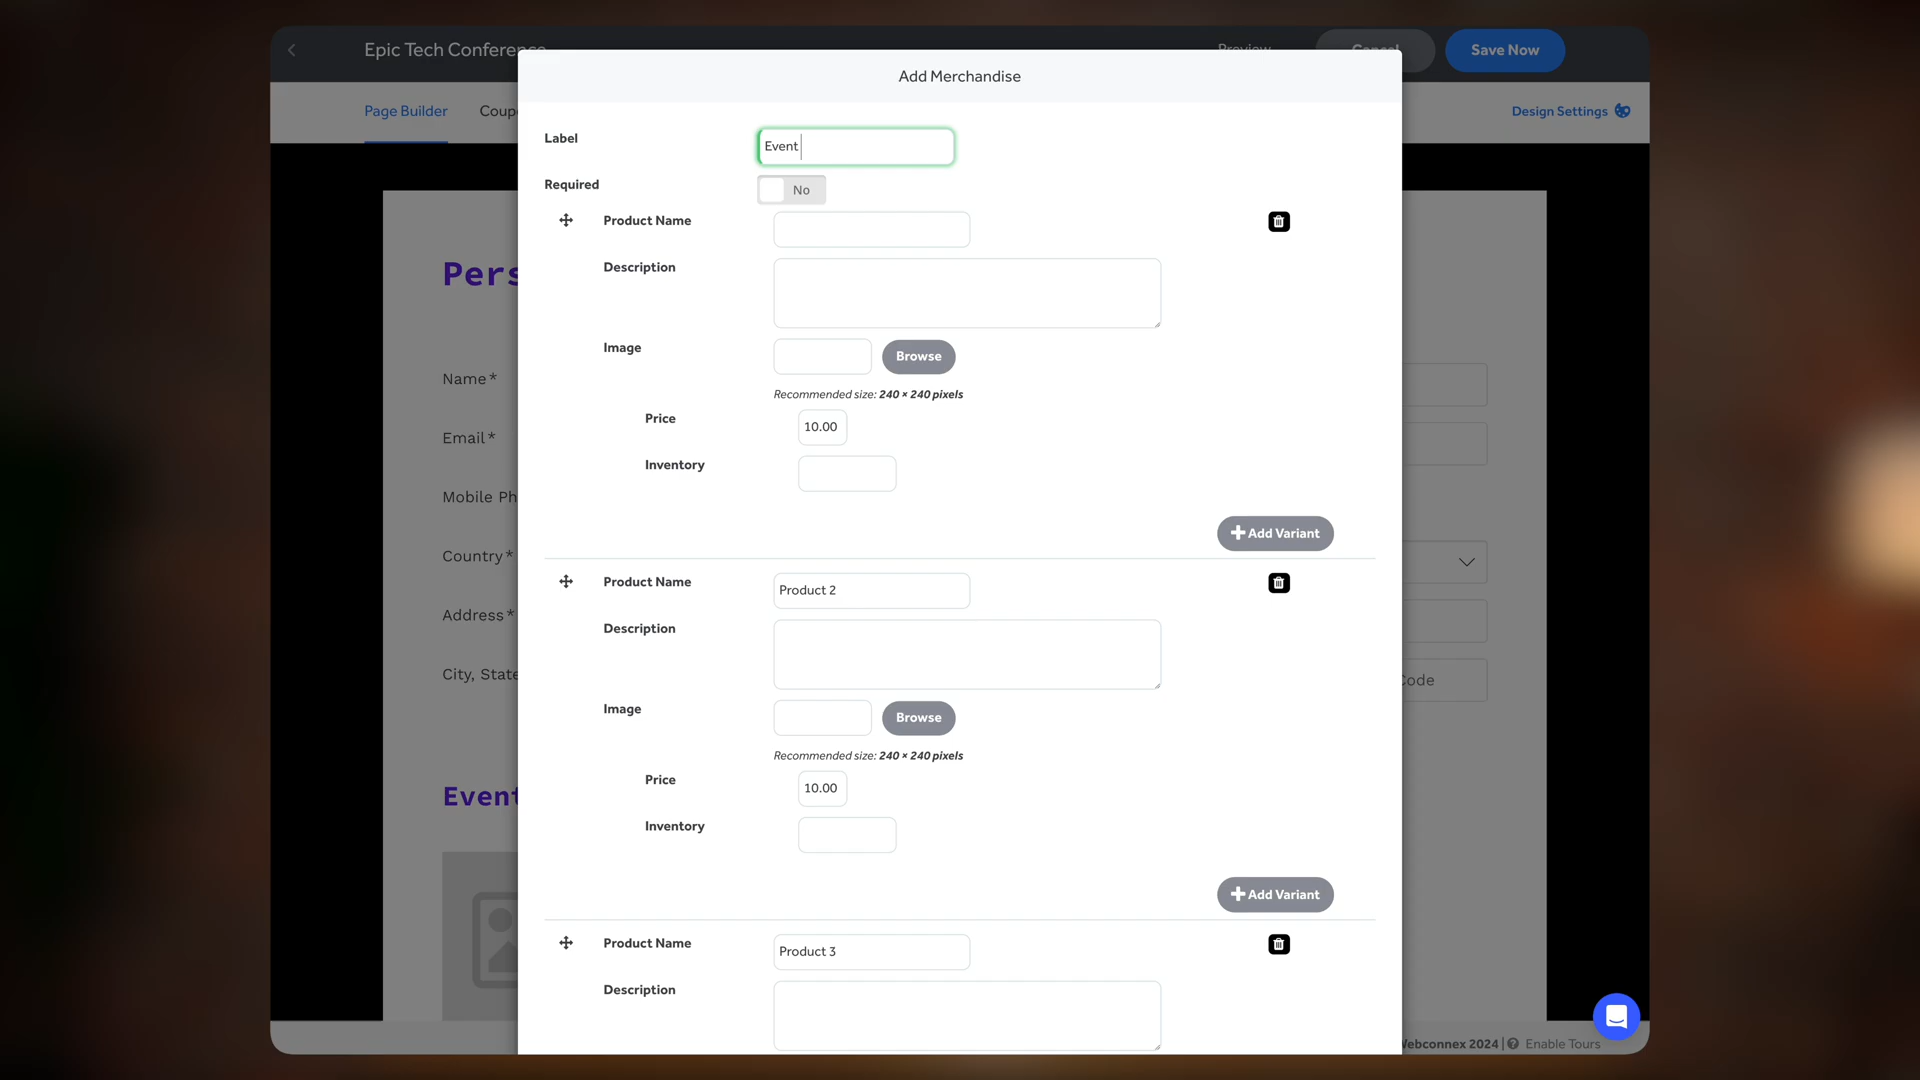 Epic Tech Conference
Preview
Cancel
Save Now
Add Merchandise
Page Builder
Coup
Design Settings
Label
Event
Required
No
Product Name
Description
Image
Browse
Recommended size: 240 × 240 pixels
Price
10.00
Inventory
Add Variant
Product Name
Product 2
Description
Image
Browse
Recommended size: 240 × 240 pixels
Price
10.00
Inventory
Add Variant
Product Name
Product 3
Description
Pers
Name*
Email*
Mobile Ph
Country*
Address*
City, State
Code
Event
Webconnex 2024 | Enable Tours